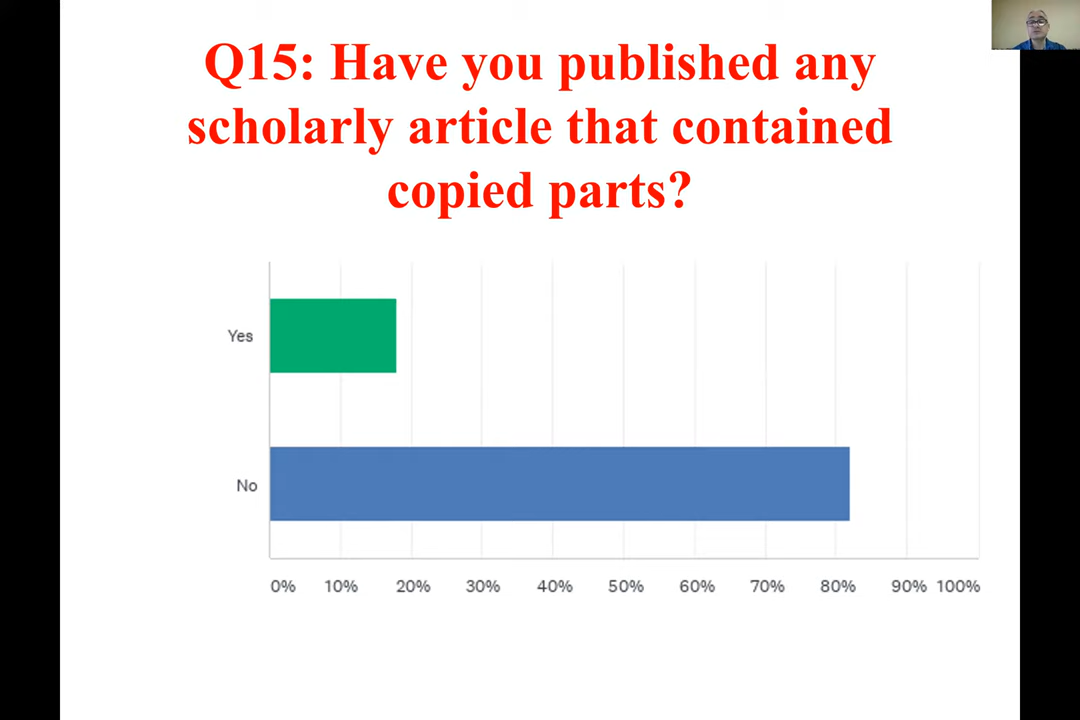 Q15: Have you published any
scholarly article that contained
copied parts?
Yes
No
0% 10% 20% 30% 40% 50% 60% 70% 80% 90% 100%